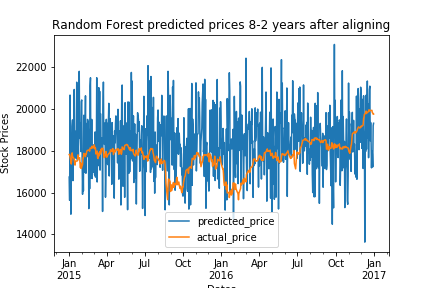 Random Forest predicted prices 8-2 years after aligning
Stock Prices
22000
20000
18000
16000
14000
predicted_price
actual_price
Jan Apr Jul Oct Jan Apr Jul Oct Jan
2015 2016 2017
Dates